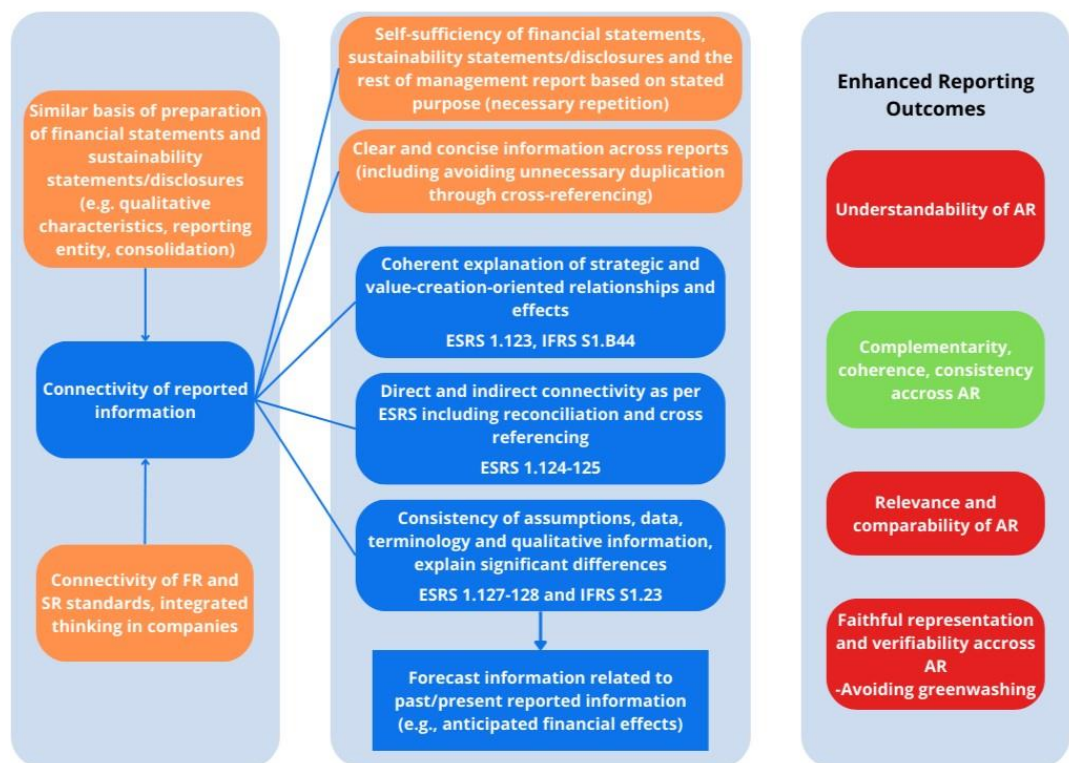 Similar basis of preparation
of financial statements and
sustainability
statements/disclosures
(e.g. qualitative
characteristics, reporting
entity, consolidation)
Connectivity of reported
information
Connectivity of FR and
SR standards, integrated
thinking in companies
Self-sufficiency of financial statements,
sustainability statements/disclosures and the
rest of management report based on stated
purpose (necessary repetition)
Clear and concise information across reports
(including avoiding unnecessary duplication
through cross-referencing)
Coherent explanation of strategic and
value-creation-oriented relationships and
effects
ESRS 1.123, IFRS S1.B44
Direct and indirect connectivity as per
ESRS including reconciliation and cross
referencing
ESRS 1.124-125
Consistency of assumptions, data,
terminology and qualitative information,
explain significant differences
ESRS 1.127-128 and IFRS S1.23
Forecast information related to
past/present reported information
(e.g., anticipated financial effects)
Enhanced Reporting
Outcomes
Understandability of AR
Complementarity,
coherence, consistency
accross AR
Relevance and
comparability of AR
Faithful representation
and verifiability accross
AR
-Avoiding greenwashing